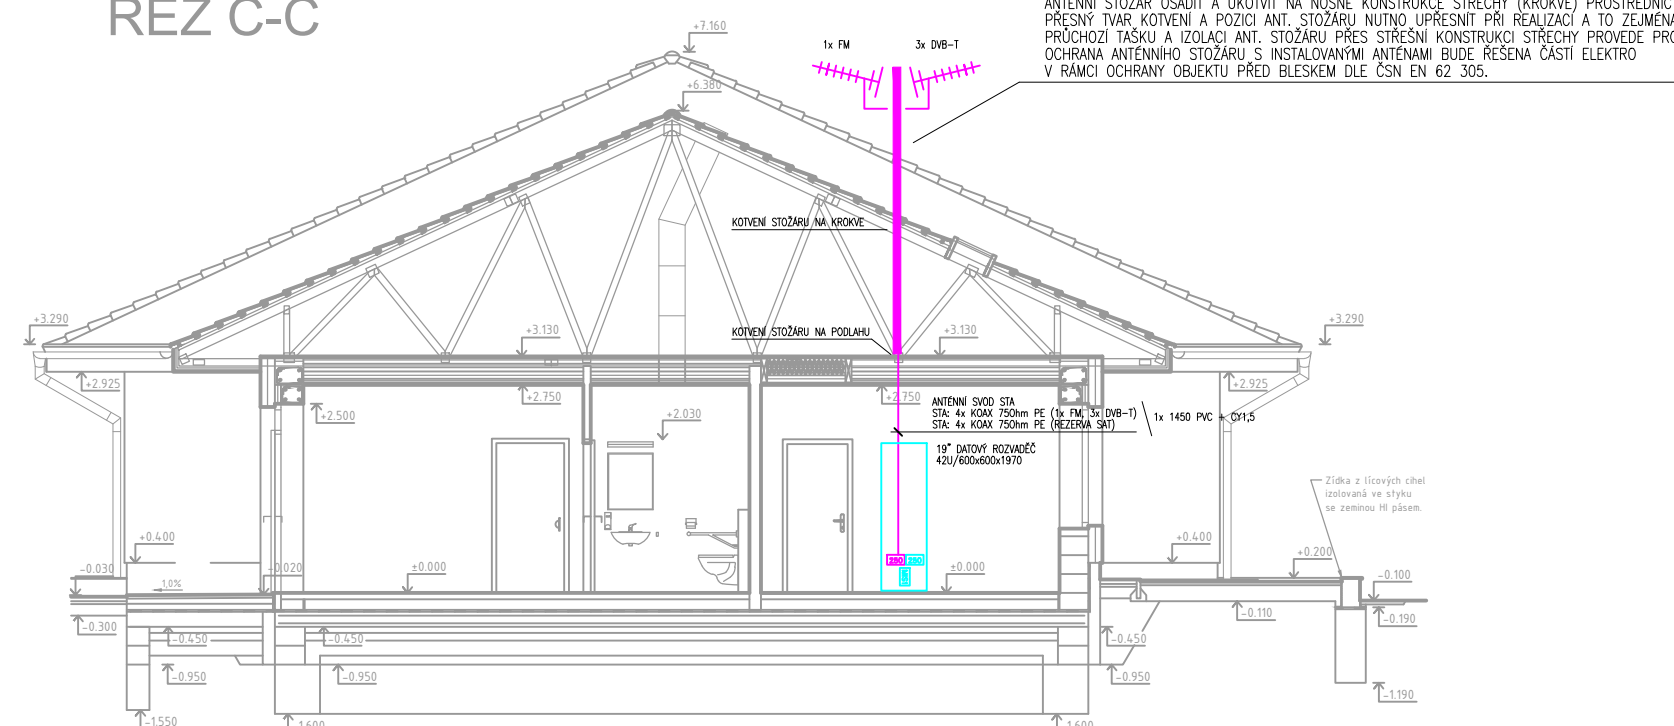 ŘEZ C-C
ANTÉNNÍ STOŽÁR OSADIT A UKOTVIT NA NOSNÉ KONSTRUKCE STŘECHY (KROKVE)
PŘESNÝ TVAR KOTVENÍ A POZICI ANT. STOŽÁRU NUTNO UPŘESNIT PŘI REALIZACI A TO ZEJMÉNA
PRŮCHOZÍ TAŠKU A IZOLACI ANT. STOŽÁRU PŘES STŘEŠNÍ KONSTRUKCI STŘECHY PROVEDE
OCHRANA ANTÉNNÍHO STOŽÁRU S INSTALOVANÝMI ANTÉNAMI BUDE ŘEŠENA ČÁSTÍ ELEKTRO
V RÁMCI OCHRANY OBJEKTU PŘED BLESKEM DLE ČSN EN 62 305.
+7.160
1x FM
3x DVB-T
+6.380
KOTVENÍ STOŽÁRU NA KROKVE
+3.290
+3.130
KOTVENÍ STOŽÁRU NA PODLAHU
+3.130
+3.290
+2.925
+2.750
+2.750
+2.925
+2.500
+2.030
ANTÉNNÍ SVOD STA
STA: 4x KOAX 75Ohm PE (1x FM, 3x DVB-T)
STA: 4x KOAX 75Ohm PE (REZERVA SAT)
1x 1450 PVC + CY1,5
19" DATOVÝ ROZVADĚČ
42U/600x600x1970
Zídka z lícových cihel
izolovaná ve styku
se zeminou HI pásem.
+0.400
+0.400
+0.200
-0.030
1,0%
-0.020
±0.000
250
250
±0.000
-0.100
-0.110
-0.190
-0.300
-0.450
-0.450
-0.450
-0.950
-0.950
-0.950
-1.190
-1.550
-1.600
-1.600